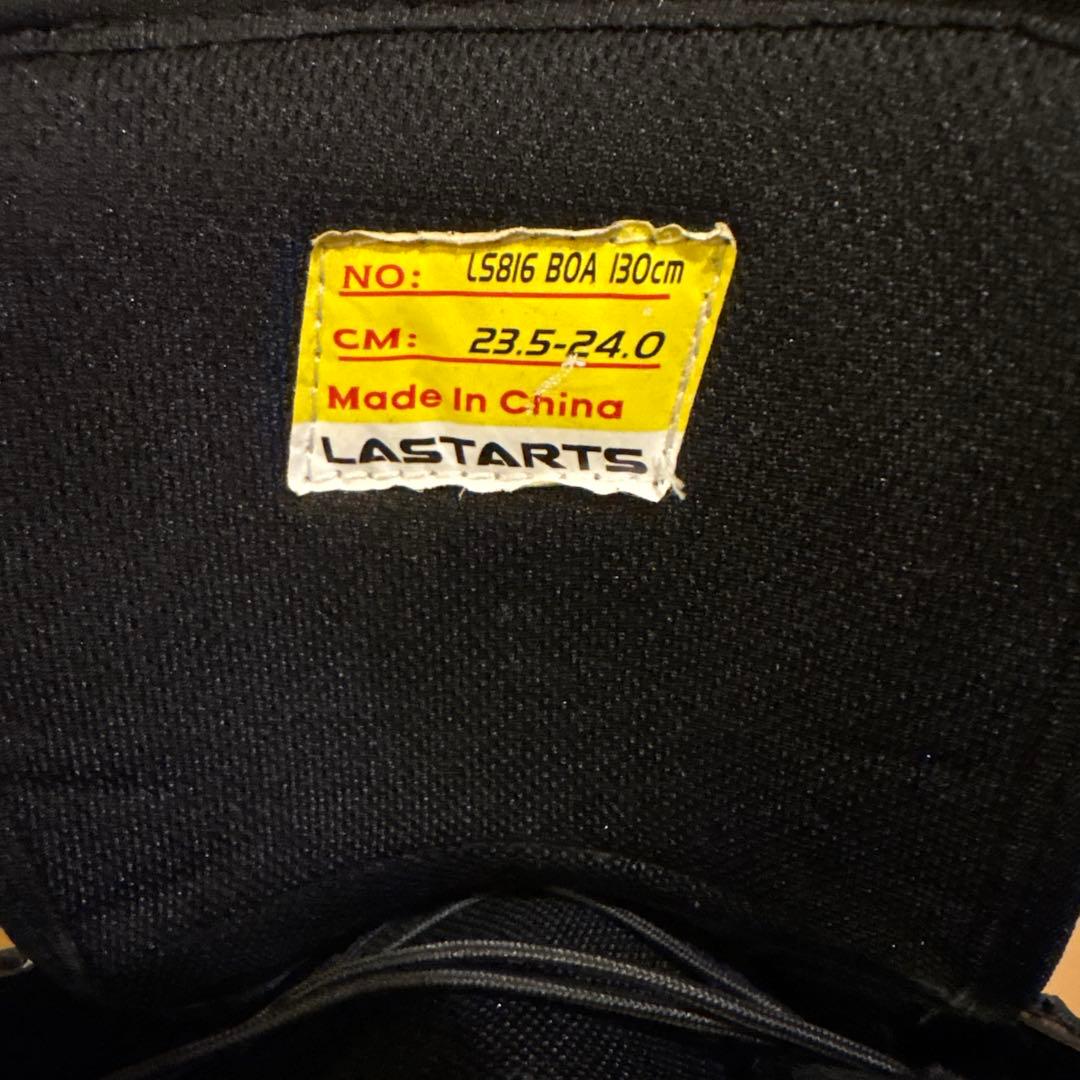 NO: LS816 BOA 130cm
CM: 23.5-24.0
Made In China
LASTARTS